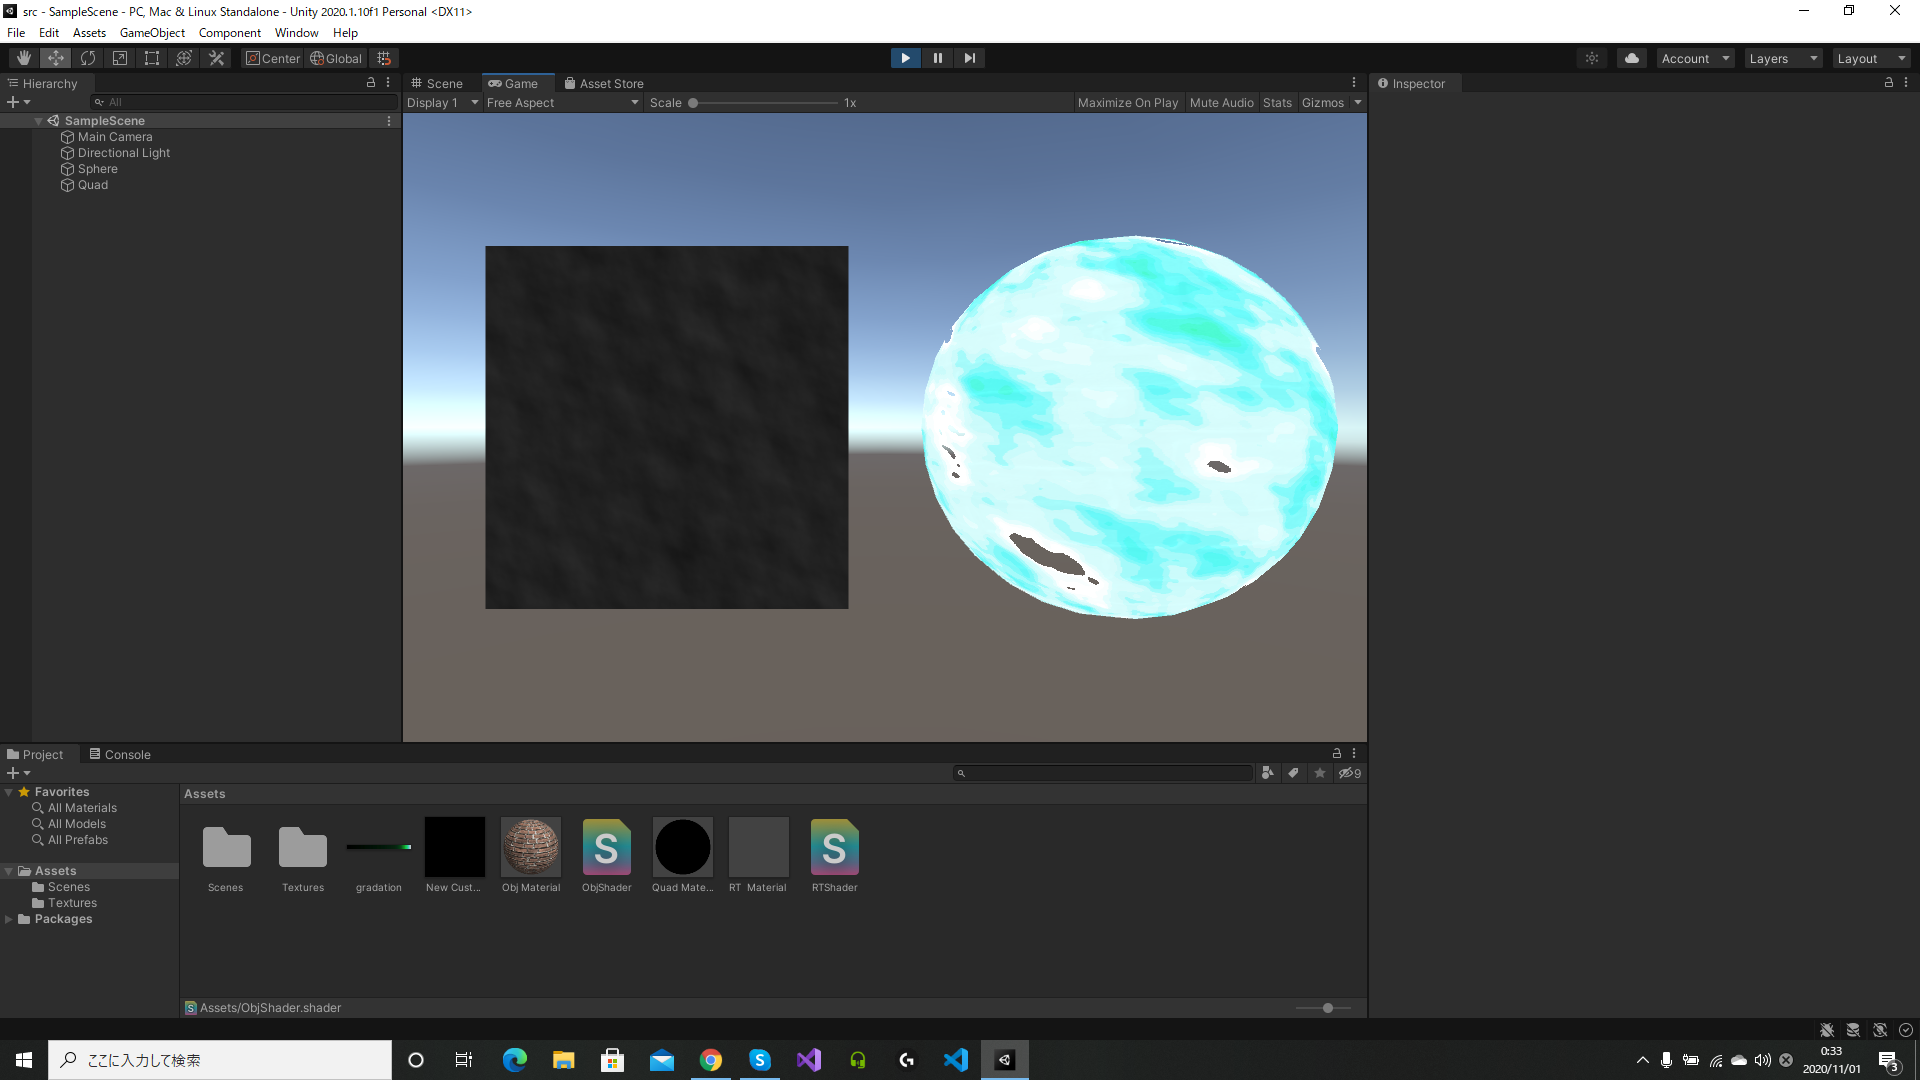 src - SampleScene - PC, Mac & Linux Standalone - Unity 2020.1.10f1 Personal <DX11>
File Edit Assets GameObject Component Window Help
Center Global Account Layers Layout
Hierarchy
All
SampleScene
Main Camera
Directional Light
Sphere
Quad
Scene Game Asset Store
Display 1 Free Aspect Scale 1x Maximize On Play Mute Audio Stats Gizmos
Inspector
Project Console
9
Favorites
All Materials
All Models
All Prefabs
Assets
Scenes
Textures
Packages
Assets
Scenes Textures gradation New Cust... Obj Material ObjShader Quad Mate... RT_Material RTShader
Assets/ObjShader.shader
ここに入力して検索
0:33
2020/11/01
3